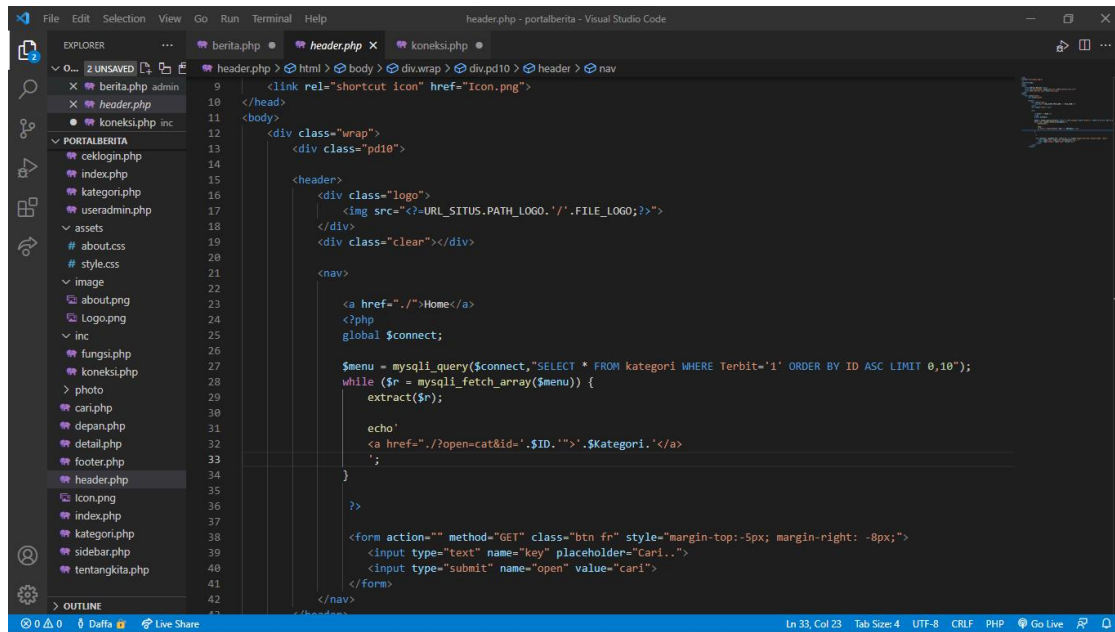 File Edit Selection View Go Run Terminal Help header.php - portalberita - Visual Studio Code
EXPLORER ... berita.php header.php koneksi.php
O... 2 UNSAVED header.php > html > body > div.wrap > div.pd10 > header > nav
berita.php admin
header.php
koneksi.php inc
PORTALBERITA
ceklogin.php
index.php
kategori.php
useradmin.php
assets
# about.css
# style.css
image
about.png
Logo.png
inc
fungsi.php
koneksi.php
photo
cari.php
depan.php
detail.php
footer.php
header.php
Icon.png
index.php
kategori.php
sidebar.php
tentangkita.php
OUTLINE
9 <link rel="shortcut icon" href="Icon.png">
10 </head>
11 <body>
12 <div class="wrap">
13 <div class="pd10">
14
15 <header>
16 <div class="logo">
17 <img src="<?=URL_SITUS.PATH_LOGO.'/'.FILE_LOGO;?>">
18 </div>
19 <div class="clear"></div>
20
21 <nav>
22
23 <a href="./">Home</a>
24 <?php
25 global $connect;
26
27 $menu = mysqli_query($connect,"SELECT * FROM kategori WHERE Terbit='1' ORDER BY ID ASC LIMIT 0,10");
28 while ($r = mysqli_fetch_array($menu)) {
29 extract($r);
30
31 echo'
32 <a href="./?open=cat&id='.$ID.'">'.$Kategori.'</a>
33 ';
34 }
35
36 ?>
37
38 <form action="" method="GET" class="btn fr" style="margin-top:-5px; margin-right: -8px;">
39 <input type="text" name="key" placeholder="Cari..">
40 <input type="submit" name="open" value="cari">
41 </form>
42 </nav>
43 </header>
2
0 0 Daffa Live Share Ln 33, Col 23 Tab Size: 4 UTF-8 CRLF PHP Go Live